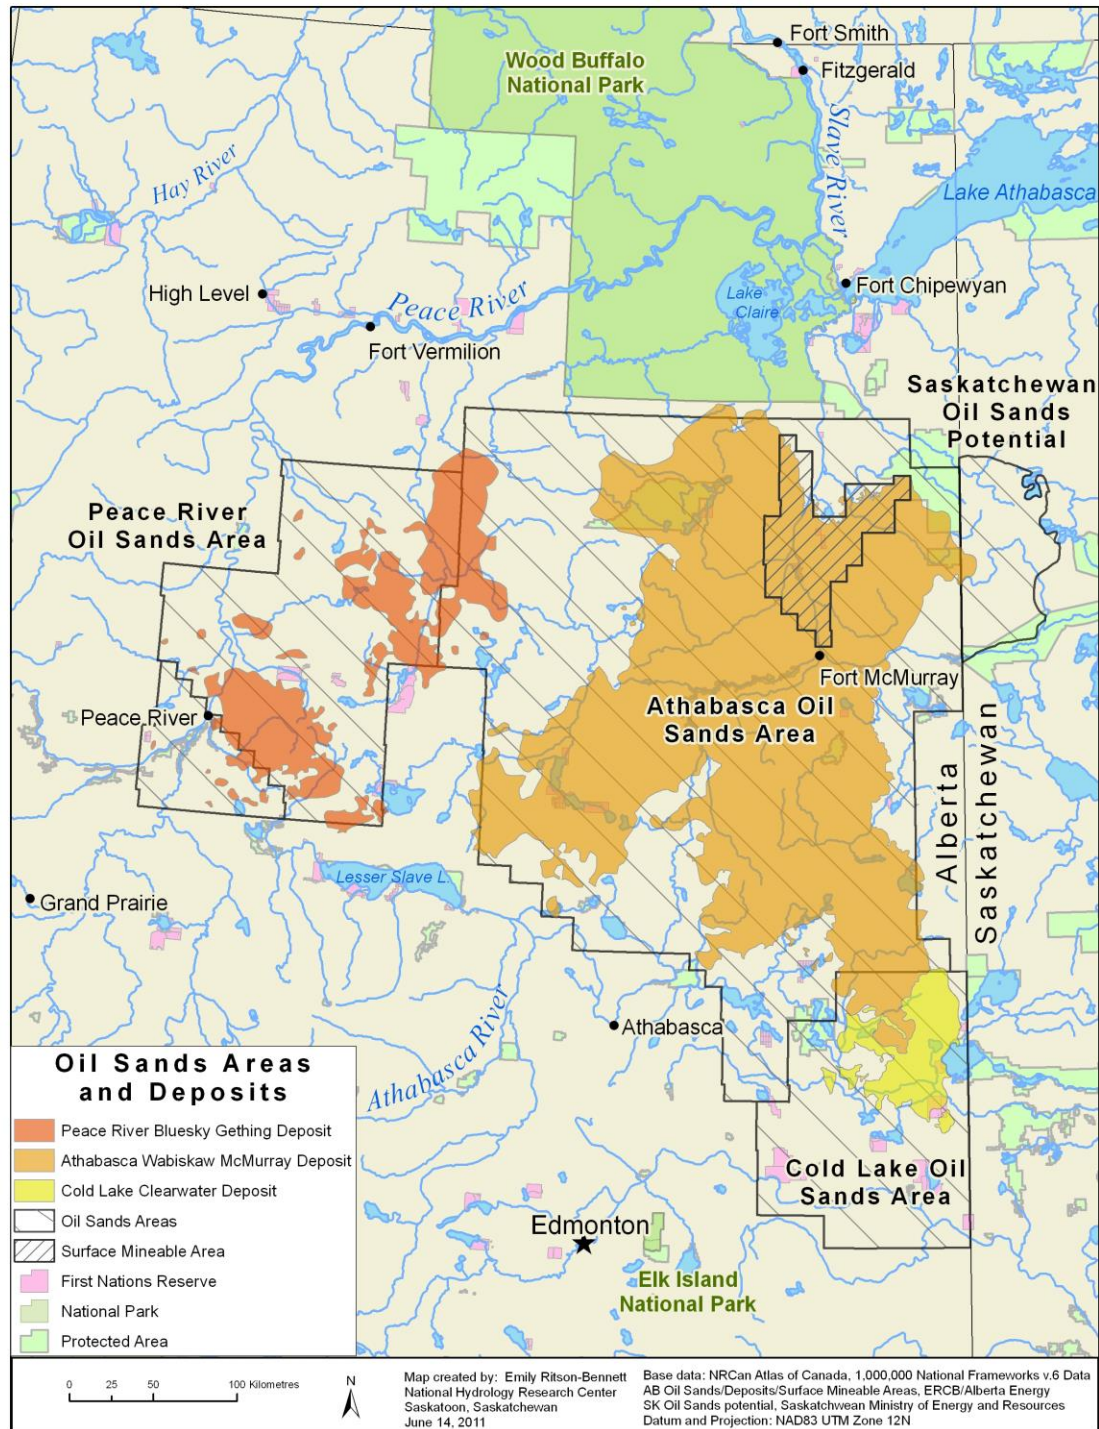 Fort Smith
Wood Buffalo
National Park
Fitzgerald
Slave River
Hay River
Lake Athabasca
High Level
Peace River
Lake
Claire
Fort Chipewyan
Fort Vermilion
Saskatchewan
Oil Sands
Potential
Peace River
Oil Sands Area
Fort McMurray
Peace River
Athabasca Oil
Sands Area
Alberta
Saskatchewan
Lesser Slave L.
Grand Prairie
Athabasca
Athabasca River
Cold Lake Oil
Sands Area
Edmonton
Elk Island
National Park
Oil Sands Areas
and Deposits
Peace River Bluesky Gething Deposit
Athabasca Wabiskaw McMurray Deposit
Cold Lake Clearwater Deposit
Oil Sands Areas
Surface Mineable Area
First Nations Reserve
National Park
Protected Area
0 25 50 100 Kilometres
N
Map created by: Emily Ritson-Bennett
National Hydrology Research Center
Saskatoon, Saskatchewan
June 14, 2011
Base data: NRCan Atlas of Canada, 1,000,000 National Frameworks v.6 Data
AB Oil Sands/Deposits/Surface Mineable Areas, ERCB/Alberta Energy
SK Oil Sands potential, Saskatchwean Ministry of Energy and Resources
Datum and Projection: NAD83 UTM Zone 12N